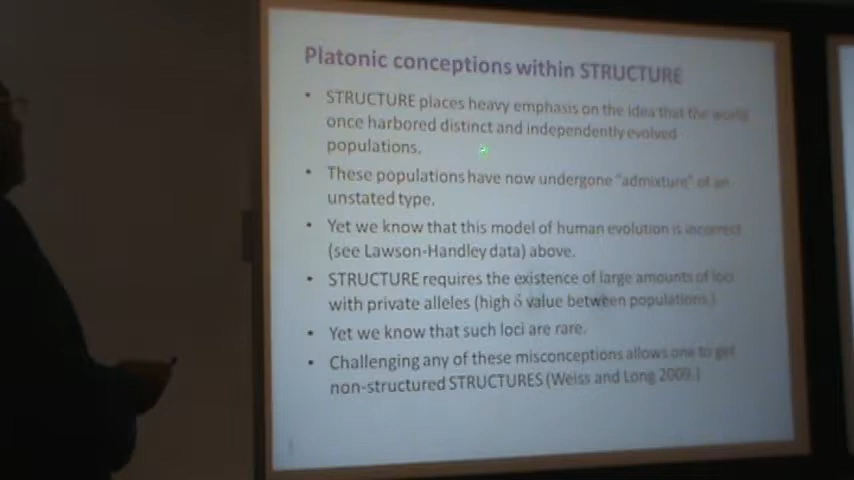 Platonic conceptions within STRUCTURE
• STRUCTURE places heavy emphasis on the idea that the world
once harbored distinct and independently evolved
populations.
• These populations have now undergone "admixture" of an
unstated type.
• Yet we know that this model of human evolution is incorrect
(see Lawson-Handley data) above.
• STRUCTURE requires the existence of large amounts of loci
with private alleles (high δ value between populations.)
• Yet we know that such loci are rare.
• Challenging any of these misconceptions allows one to get
non-structured STRUCTURES (Weiss and Long 2009.)